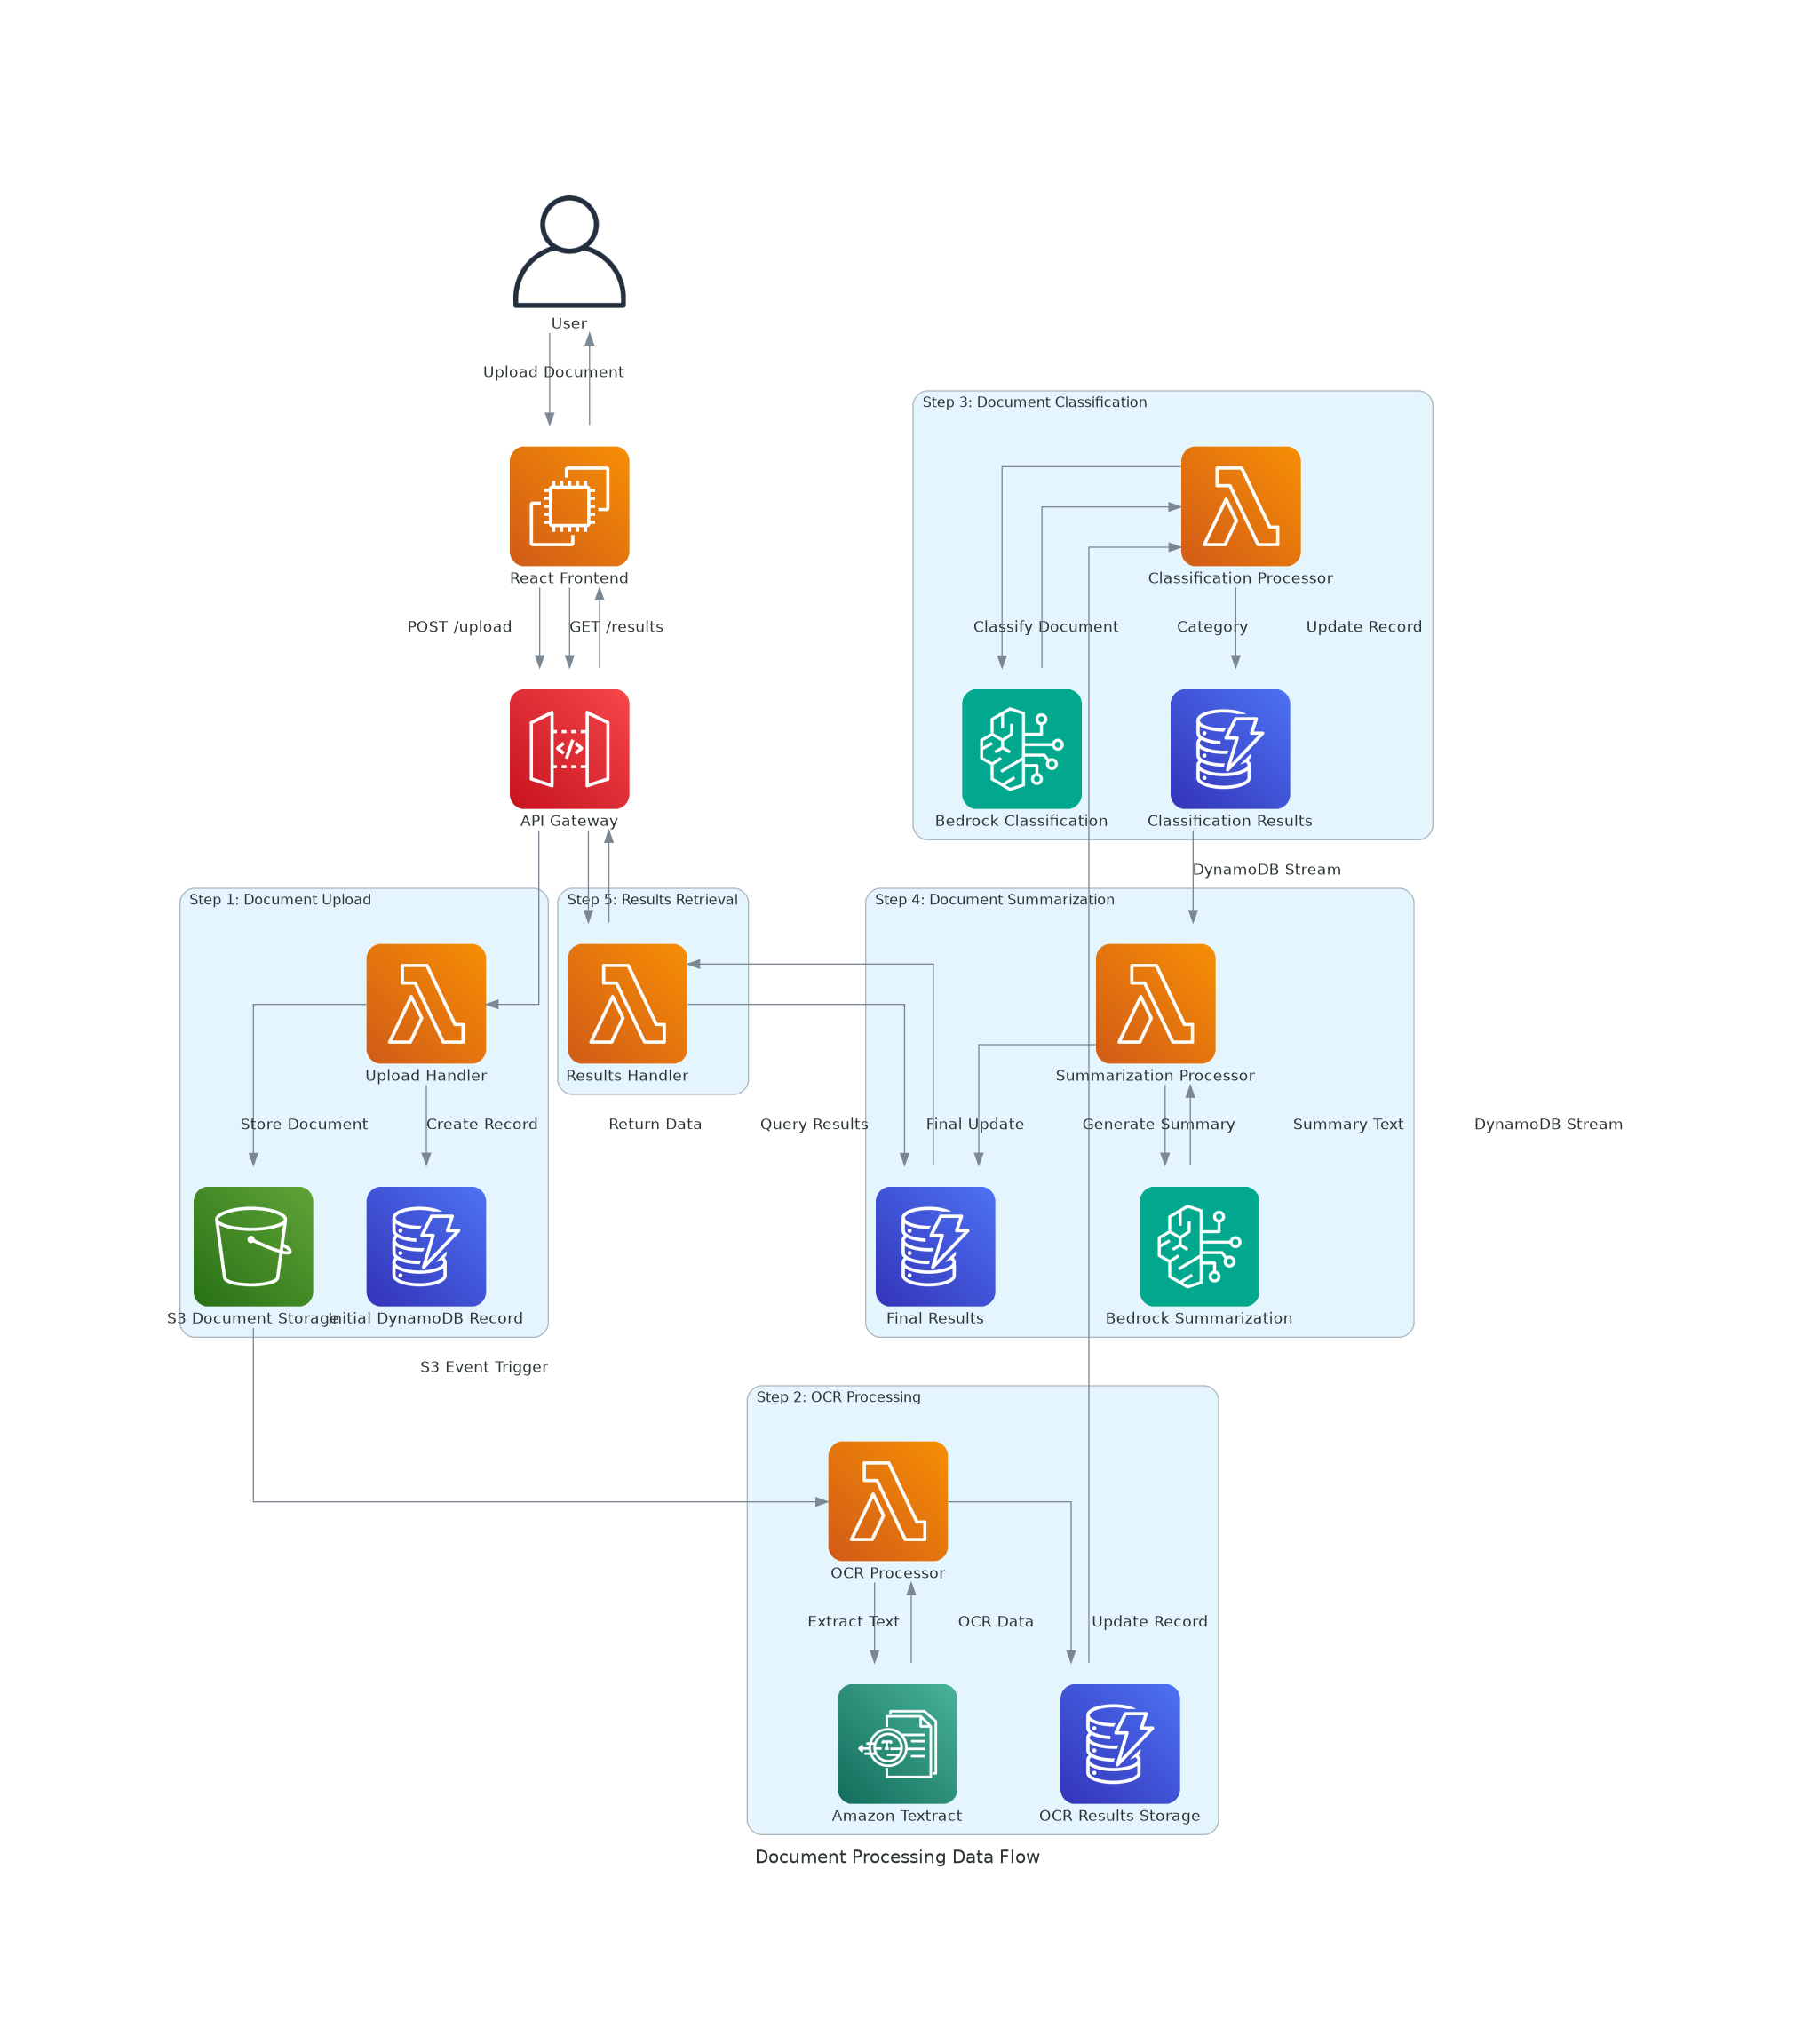 User
Upload Document
Step 3: Document Classification
React Frontend
Classification Processor
POST /upload
GET /results
Classify Document
Category
Update Record
API Gateway
Bedrock Classification
Classification Results
DynamoDB Stream
Step 1: Document Upload
Step 5: Results Retrieval
Step 4: Document Summarization
Upload Handler
Results Handler
Summarization Processor
Store Document
Create Record
Return Data
Query Results
Final Update
Generate Summary
Summary Text
DynamoDB Stream
S3 Document Storage
Initial DynamoDB Record
Final Results
Bedrock Summarization
S3 Event Trigger
Step 2: OCR Processing
OCR Processor
Extract Text
OCR Data
Update Record
Amazon Textract
OCR Results Storage
Document Processing Data Flow